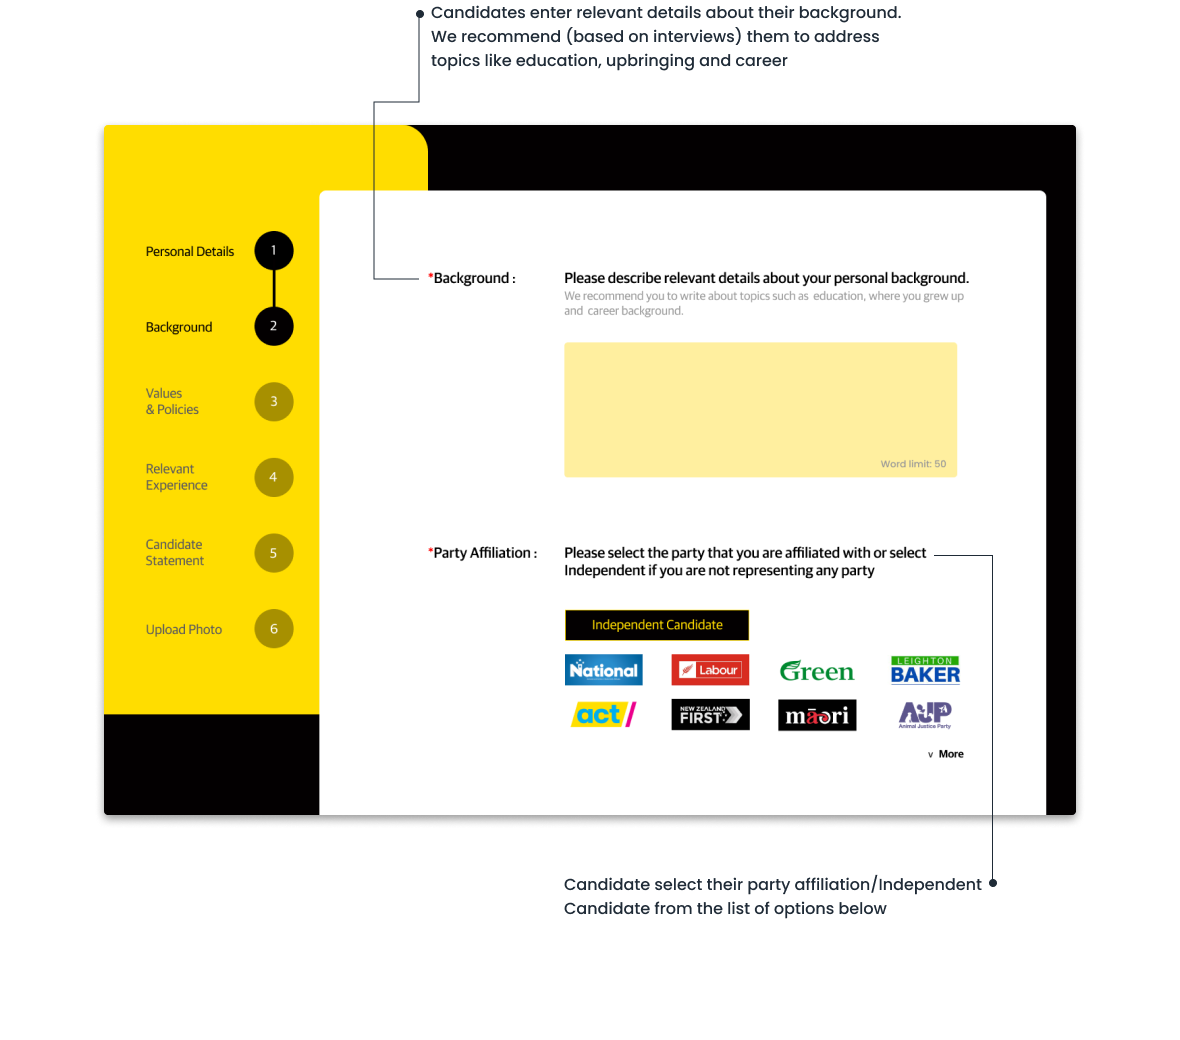 Candidates enter relevant details about their background.
We recommend (based on interviews) them to address
topics like education, upbringing and career
Personal Details 1
Background 2
Values
& Policies
3
Relevant
Experience
4
Candidate
Statement
5
Upload Photo 6
*Background :
Please describe relevant details about your personal background.
We recommend you to write about topics such as education, where you grew up
and career background.
Word limit: 50
*Party Affiliation :
Please select the party that you are affiliated with or select
Independent if you are not representing any party
Independent Candidate
National
Labour
Green
LEIGHTON
BAKER
act
NEW ZEALAND
FIRST
māori
AJP
Animal Justice Party
v More
Candidate select their party affiliation/Independent
Candidate from the list of options below